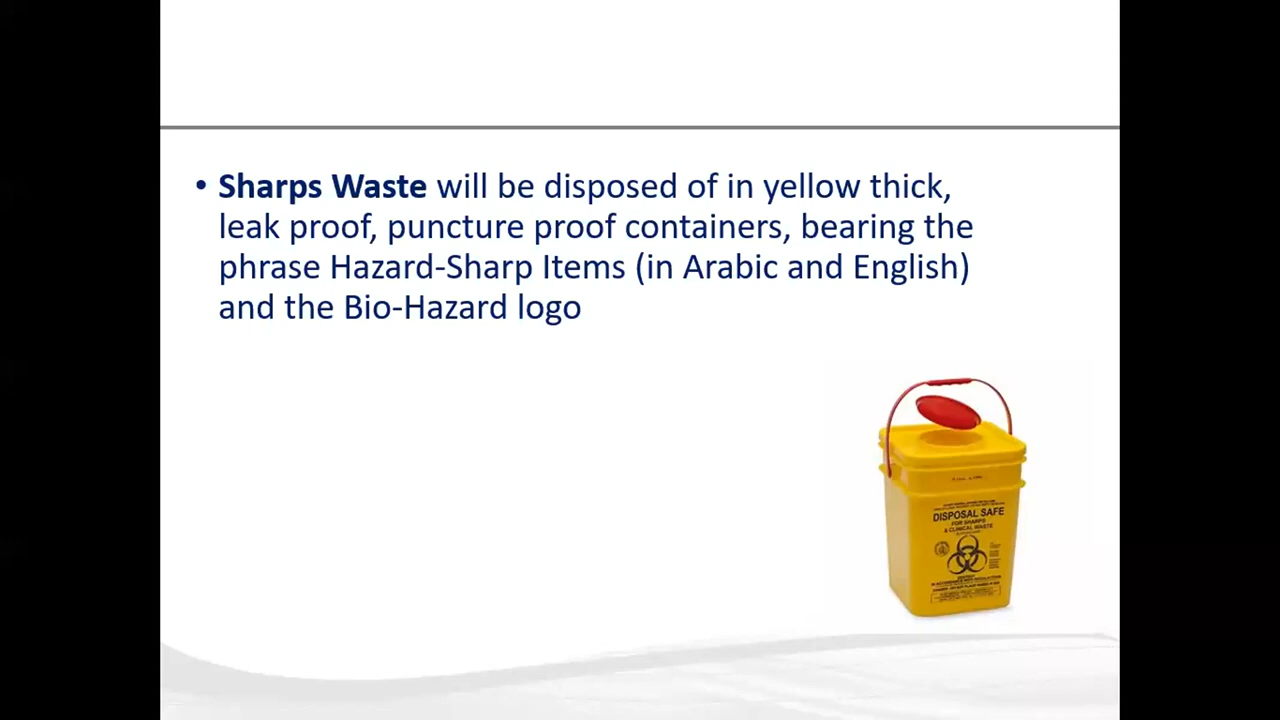 • Sharps Waste will be disposed of in yellow thick,
leak proof, puncture proof containers, bearing the
phrase Hazard-Sharp Items (in Arabic and English)
and the Bio-Hazard logo
DISPOSAL SAFE
FOR SHARPS
& CLINICAL WASTE